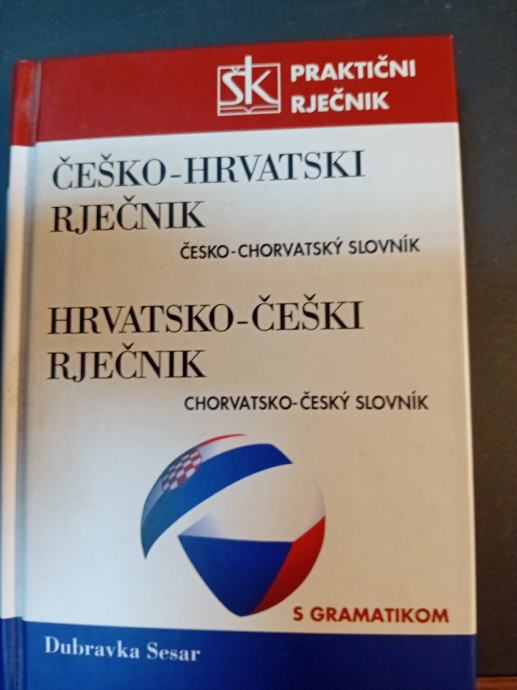 ŠK
PRAKTIČNI
RJEČNIK
ČEŠKO-HRVATSKI
RJEČNIK
ČESKO-CHORVATSKÝ SLOVNÍK
HRVATSKO-ČEŠKI
RJEČNIK
CHORVATSKO-ČESKÝ SLOVNÍK
S GRAMATIKOM
Dubravka Sesar